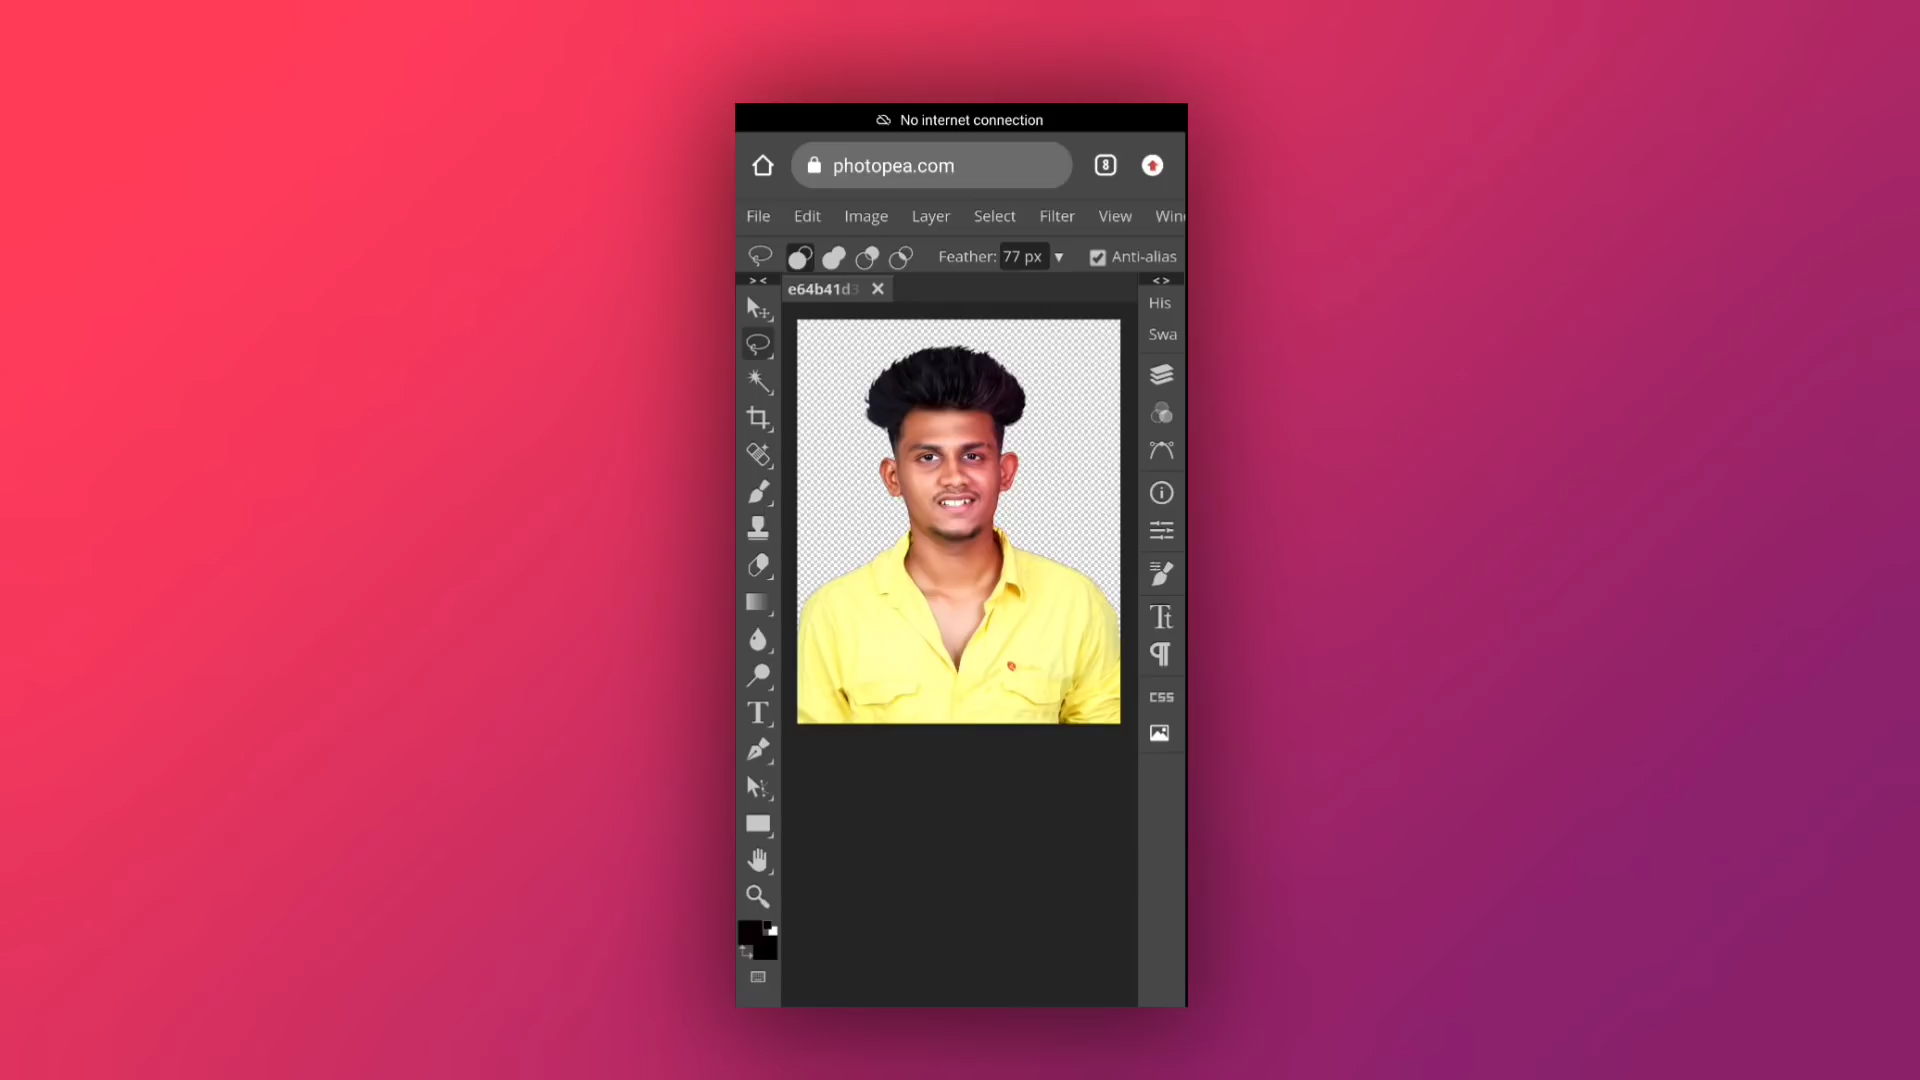 No internet connection
photopea.com 8
File Edit Image Layer Select Filter View Win
Feather: 77 px Anti-alias
> < < >
e64b41d3
His
Swa
CSS